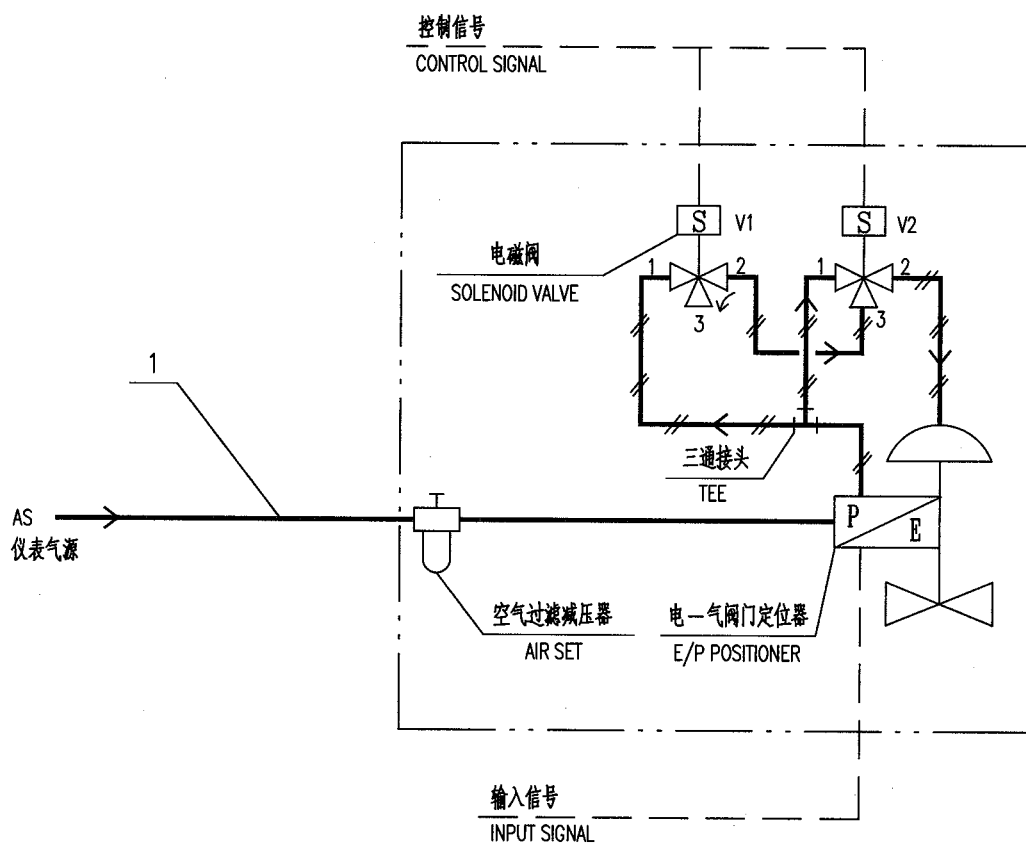 控制信号
CONTROL SIGNAL
S V1
S V2
电磁阀
SOLENOID VALVE
1 2
3
1 2
3
1
三通接头
TEE
AS
仪表气源
P
E
空气过滤减压器
AIR SET
电—气阀门定位器
E/P POSITIONER
输入信号
INPUT SIGNAL